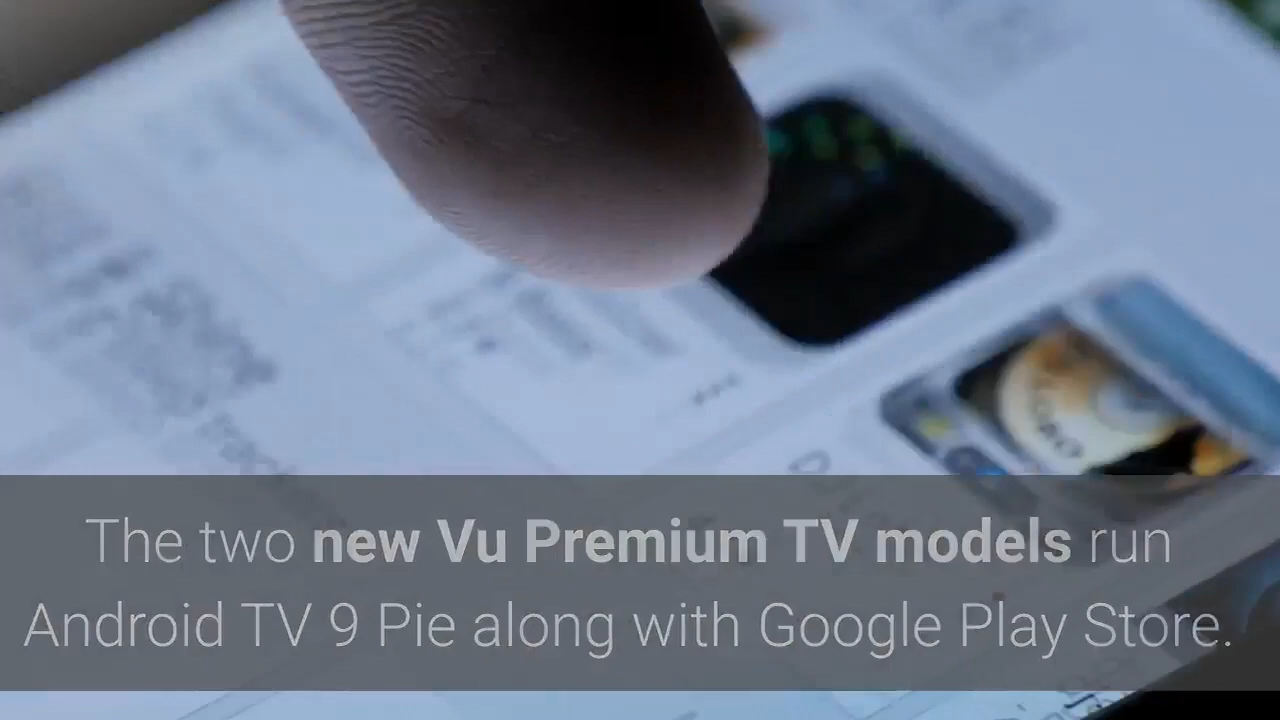 The two new Vu Premium TV models run
Android TV 9 Pie along with Google Play Store.